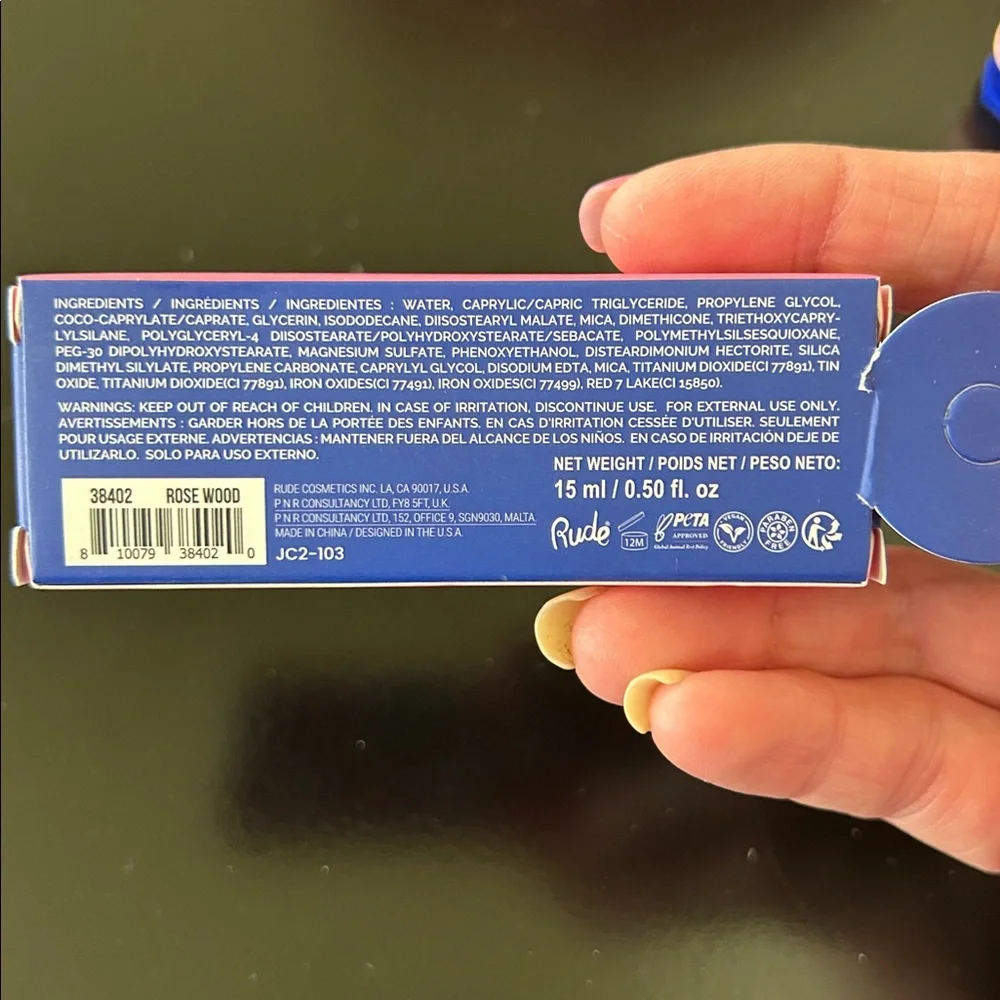 INGREDIENTS / INGRÉDIENTS / INGREDIENTES : WATER, CAPRYLIC/CAPRIC TRIGLYCERIDE, PROPYLENE GLYCOL,
COCO-CAPRYLATE/CAPRATE, GLYCERIN, ISODODECANE, DIISOSTEARYL MALATE, MICA, DIMETHICONE, TRIETHOXYCAPRY-
LYLSILANE, POLYGLYCERYL-4 DIISOSTEARATE/POLYHYDROXYSTEARATE/SEBACATE, POLYMETHYLSILSESQUIOXANE,
PEG-30 DIPOLYHYDROXYSTEARATE, MAGNESIUM SULFATE, PHENOXYETHANOL, DISTEARDIMONIUM HECTORITE, SILICA
DIMETHYL SILYLATE, PROPYLENE CARBONATE, CAPRYLYL GLYCOL, DISODIUM EDTA, MICA, TITANIUM DIOXIDE(CI 77891), TIN
OXIDE, TITANIUM DIOXIDE(CI 77891), IRON OXIDES(CI 77491), IRON OXIDES(CI 77499), RED 7 LAKE(CI 15850).
WARNINGS: KEEP OUT OF REACH OF CHILDREN. IN CASE OF IRRITATION, DISCONTINUE USE. FOR EXTERNAL USE ONLY.
AVERTISSEMENTS : GARDER HORS DE LA PORTÉE DES ENFANTS. EN CAS D'IRRITATION CESSÉE D'UTILISER. SEULEMENT
POUR USAGE EXTERNE. ADVERTENCIAS : MANTENER FUERA DEL ALCANCE DE LOS NIÑOS. EN CASO DE IRRITACIÓN DEJE DE
UTILIZARLO. SOLO PARA USO EXTERNO.
NET WEIGHT / POIDS NET / PESO NETO:
15 ml / 0.50 fl. oz
38402 ROSE WOOD
8 10079 38402 0
RUDE COSMETICS INC. LA, CA 90017, U.S.A.
P N R CONSULTANCY LTD, FY8 5FT, U.K.
P N R CONSULTANCY LTD, 152, OFFICE 9, SGN9030, MALTA
MADE IN CHINA / DESIGNED IN THE U.S.A.
JC2-103
Rude
12M
PETA
APPROVED
Global Animal Test Policy
VEGAN
FRIENDLY
PARABEN
FREE